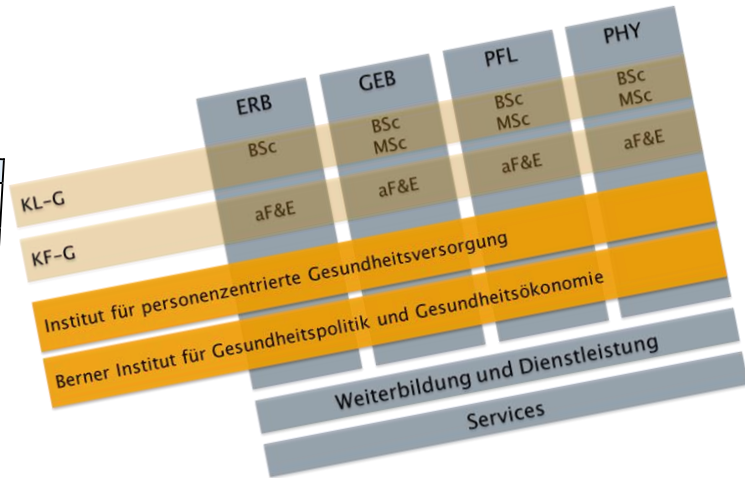 ERB
GEB
PFL
PHY
KL-G
BSc
BSc
MSc
BSc
MSc
BSc
MSc
KF-G
aF&E
aF&E
aF&E
aF&E
Institut für personenzentrierte Gesundheitsversorgung
Berner Institut für Gesundheitspolitik und Gesundheitsökonomie
Weiterbildung und Dienstleistung
Services